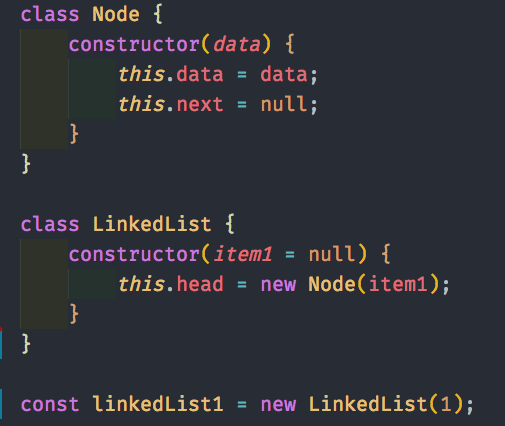 class Node {
    constructor(data) {
        this.data = data;
        this.next = null;
    }
}

class LinkedList {
    constructor(item1 = null) {
        this.head = new Node(item1);
    }
}

const linkedList1 = new LinkedList(1);